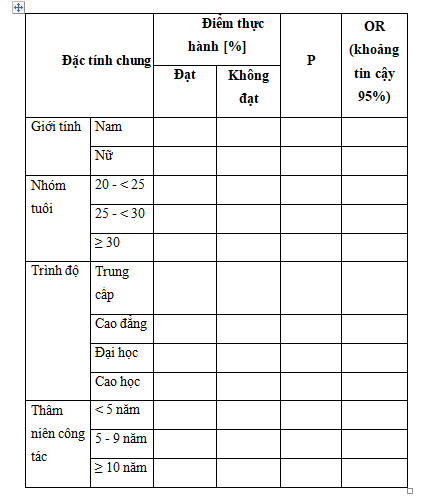 Đặc tính chung
Điểm thực
hành [%]
P
OR
(khoảng
tin cậy
95%)
Đạt
Không
đạt
Giới tính
Nam
Nữ
Nhóm
tuổi
20 - < 25
25 - < 30
≥ 30
Trình độ
Trung
cấp
Cao đẳng
Đại học
Cao học
Thâm
niên công
tác
< 5 năm
5 - 9 năm
≥ 10 năm